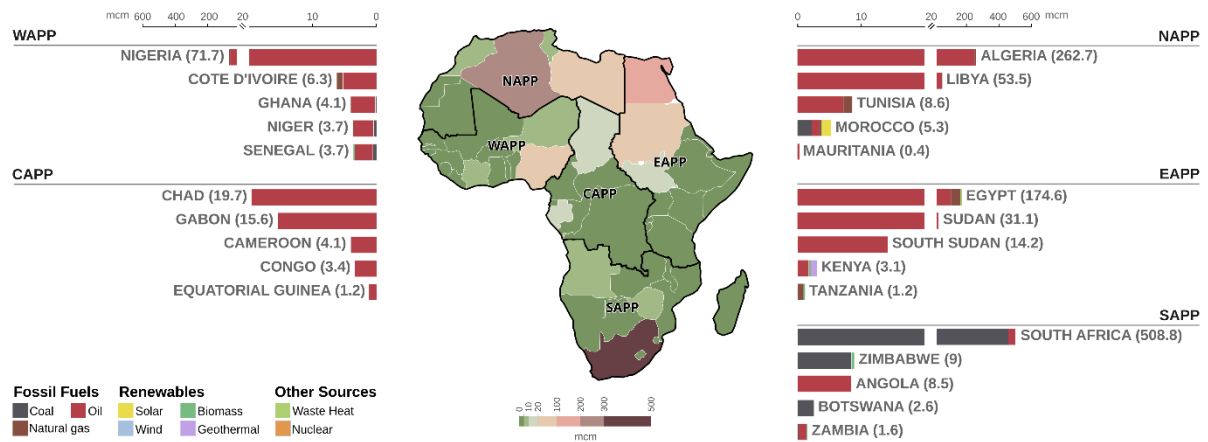 mcm 600 400 200 20 10 0
WAPP
NIGERIA (71.7)
COTE D'IVOIRE (6.3)
GHANA (4.1)
NIGER (3.7)
SENEGAL (3.7)
CAPP
CHAD (19.7)
GABON (15.6)
CAMEROON (4.1)
CONGO (3.4)
EQUATORIAL GUINEA (1.2)
NAPP
WAPP
EAPP
CAPP
SAPP
0 10 20 200 400 600 mcm
NAPP
ALGERIA (262.7)
LIBYA (53.5)
TUNISIA (8.6)
MOROCCO (5.3)
MAURITANIA (0.4)
EAPP
EGYPT (174.6)
SUDAN (31.1)
SOUTH SUDAN (14.2)
KENYA (3.1)
TANZANIA (1.2)
SAPP
SOUTH AFRICA (508.8)
ZIMBABWE (9)
ANGOLA (8.5)
BOTSWANA (2.6)
ZAMBIA (1.6)
Fossil Fuels Renewables Other Sources
Coal Oil Solar Biomass Waste Heat
Natural gas Wind Geothermal Nuclear
0 10 20 100 200 300 500
mcm